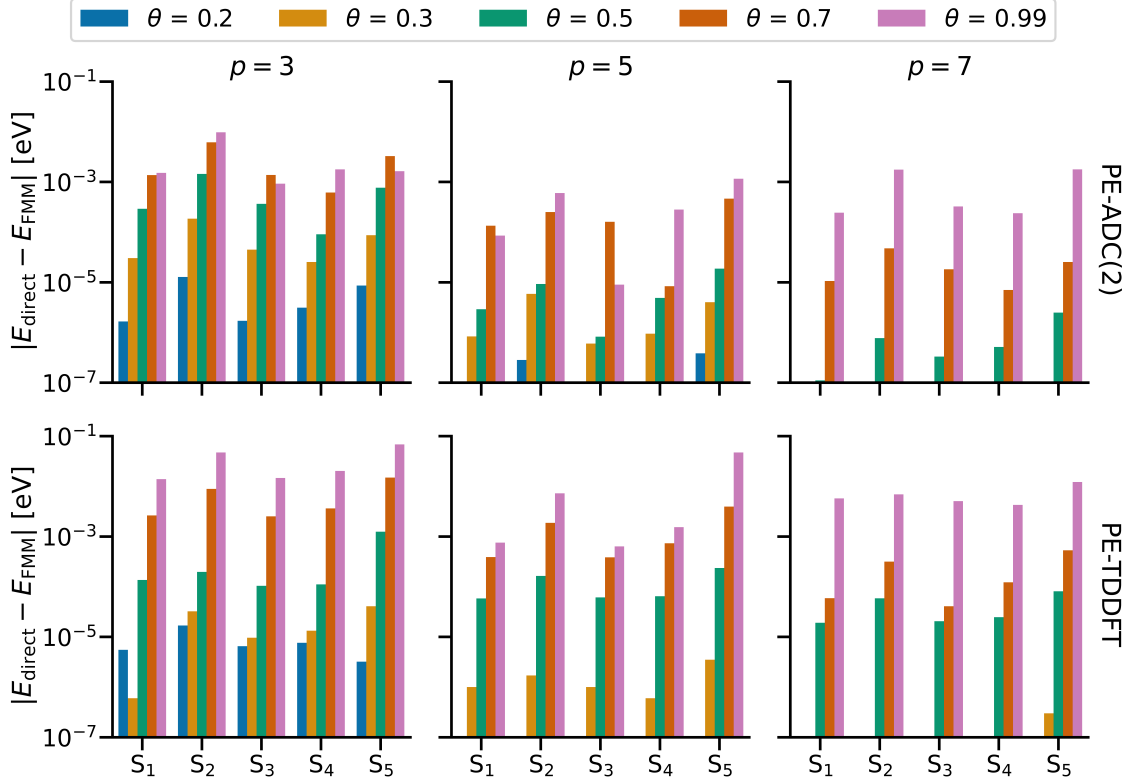 θ = 0.2 θ = 0.3 θ = 0.5 θ = 0.7 θ = 0.99
p = 3 p = 5 p = 7
|E_direct − E_FMM| [eV]
10⁻¹
10⁻³
10⁻⁵
10⁻⁷
PE-ADC(2)
|E_direct − E_FMM| [eV]
10⁻¹
10⁻³
10⁻⁵
10⁻⁷
PE-TDDFT
S₁ S₂ S₃ S₄ S₅ S₁ S₂ S₃ S₄ S₅ S₁ S₂ S₃ S₄ S₅